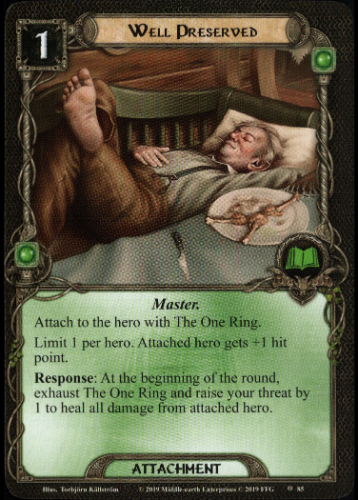 1
Well Preserved
Master.
Attach to the hero with The One Ring.
Limit 1 per hero. Attached hero gets +1 hit
point.
Response: At the beginning of the round,
exhaust The One Ring and raise your threat by
1 to heal all damage from attached hero.
Attachment
Illus. Torbjörn Källström © 2019 Middle-earth Enterprises © 2019 FFG 85